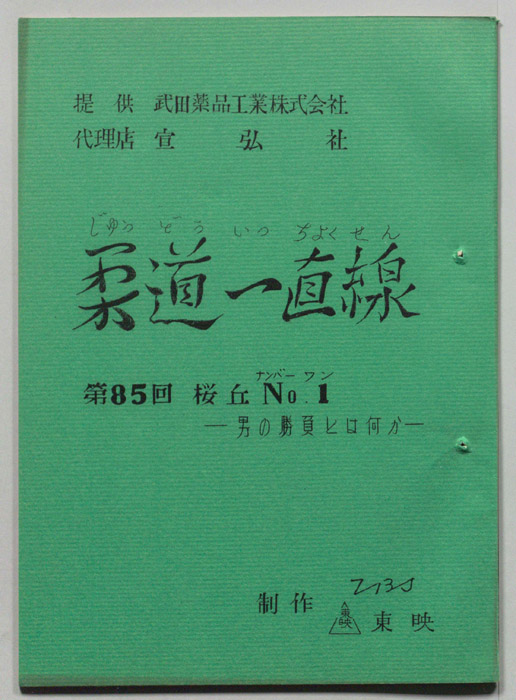 提供 武田薬品工業株式会社
代理店 宣弘社
じゅう どう いっ ちょく せん
柔道一直線
ナンバーワン
第85回 桜丘 No.1
―男の勝負とは何か―
TBS
制作 東映 東映